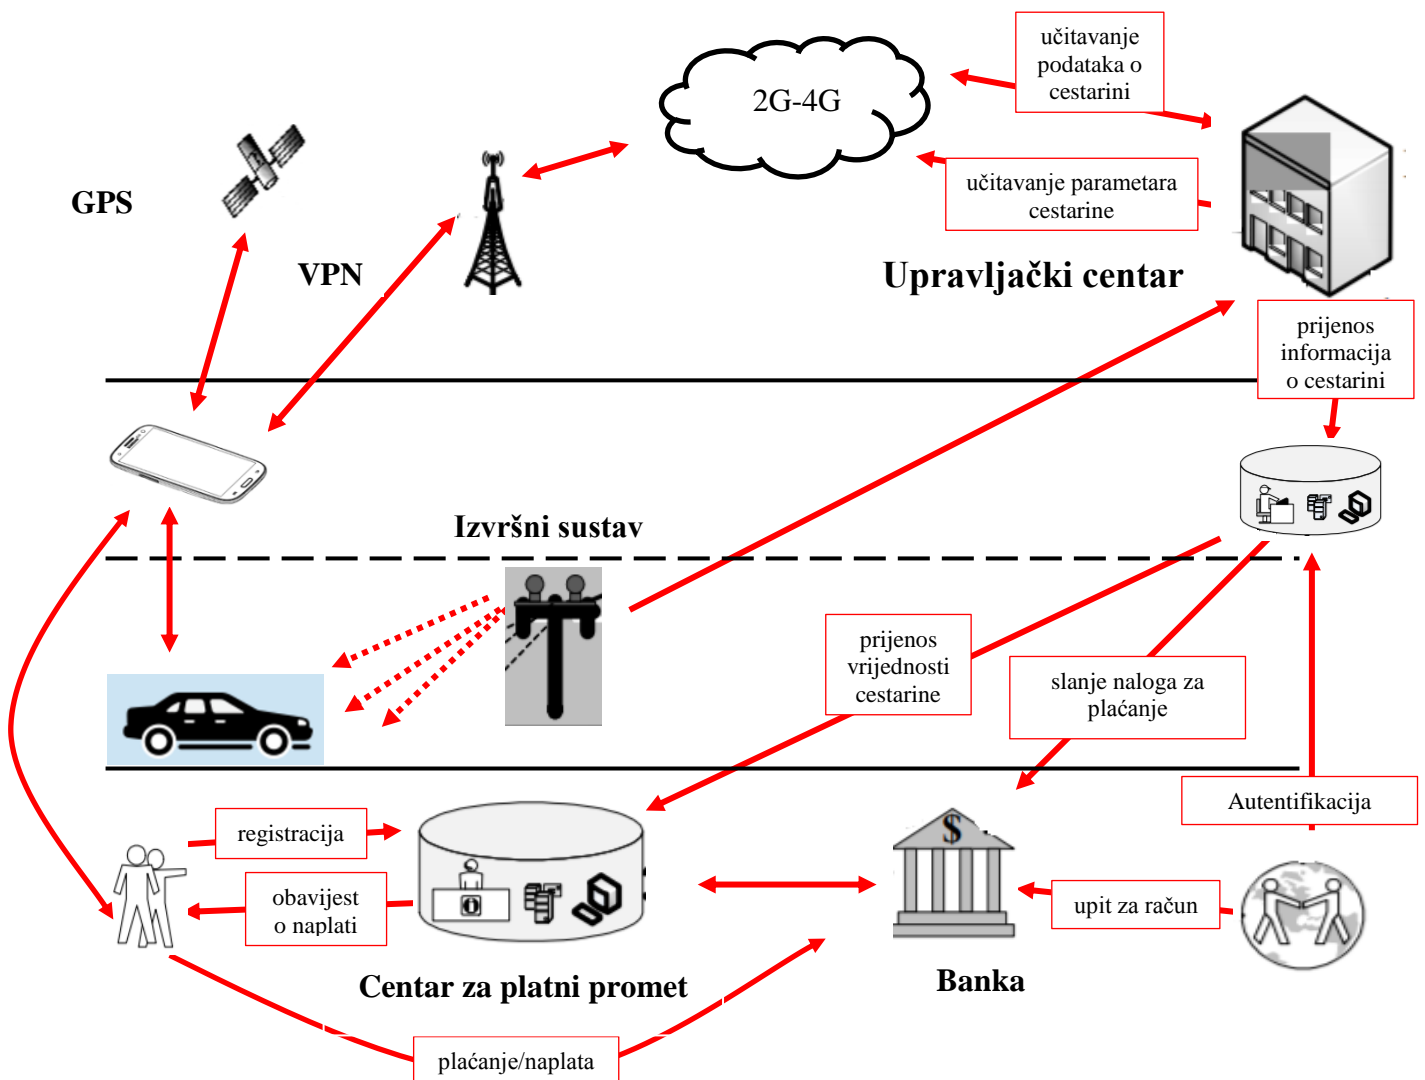 učitavanje
podataka o
cestarini
2G-4G
učitavanje parametara
cestarine
GPS
VPN
Upravljački centar
prijenos
informacija
o cestarini
Izvršni sustav
prijenos
vrijednosti
cestarine
slanje naloga za
plaćanje
Autentifikacija
registracija
$
obavijest
o naplati
upit za račun
Centar za platni promet
Banka
plaćanje/naplata